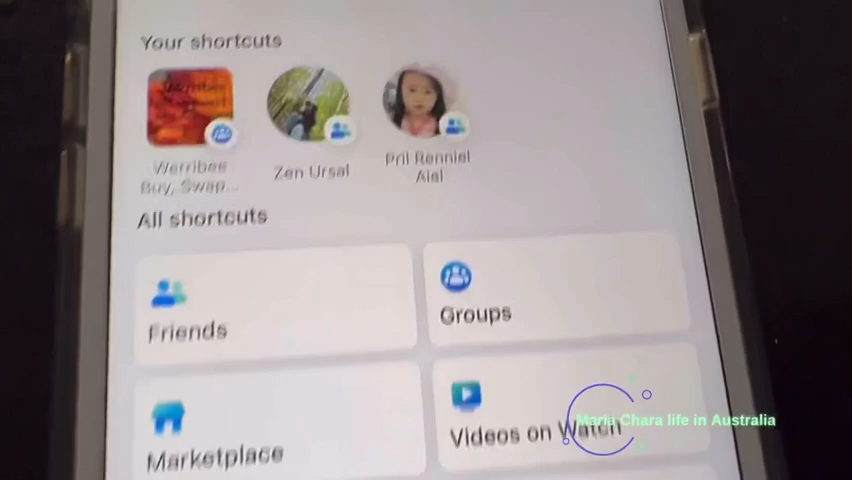 Your shortcuts
Werribee
Buy, Swap...
Zen Ursal
Pril Renniel
Aiel
All shortcuts
Friends
Groups
Marketplace
Videos on Watch
Maria Chara life in Australia